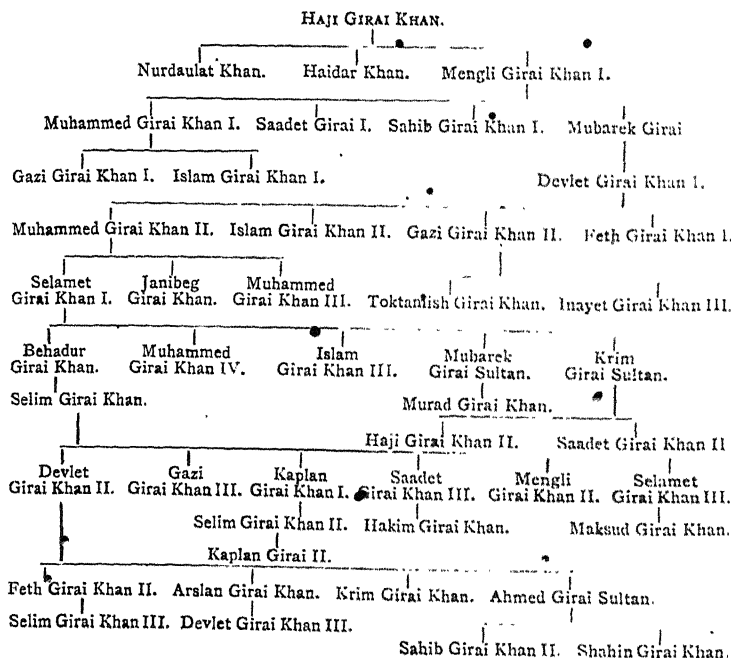 HAJI GIRAI KHAN.
Nurdaulat Khan. Haidar Khan. Mengli Girai Khan I.
Muhammed Girai Khan I. Saadet Girai I. Sahib Girai Khan I. Mubarek Girai
Gazi Girai Khan I. Islam Girai Khan I. Devlet Girai Khan I.
Muhammed Girai Khan II. Islam Girai Khan II. Gazi Girai Khan II. Feth Girai Khan I.
Selamet Janibeg Muhammed
Girai Khan I. Girai Khan. Girai Khan III. Toktamish Girai Khan. Inayet Girai Khan III.
Behadur Muhammed Islam Mubarek Krim
Girai Khan. Girai Khan IV. Girai Khan III. Girai Sultan. Girai Sultan.
Selim Girai Khan. Murad Girai Khan.
Haji Girai Khan II. Saadet Girai Khan II
Devlet Gazi Kaplan Saadet Mengli Selamet
Girai Khan II. Girai Khan III. Girai Khan I. Girai Khan III. Girai Khan II. Girai Khan III.
Selim Girai Khan II. Hakim Girai Khan. Maksud Girai Khan.
Kaplan Girai II.
Feth Girai Khan II. Arslan Girai Khan. Krim Girai Khan. Ahmed Girai Sultan.
Selim Girai Khan III. Devlet Girai Khan III.
Sahib Girai Khan II. Shahin Girai Khan.